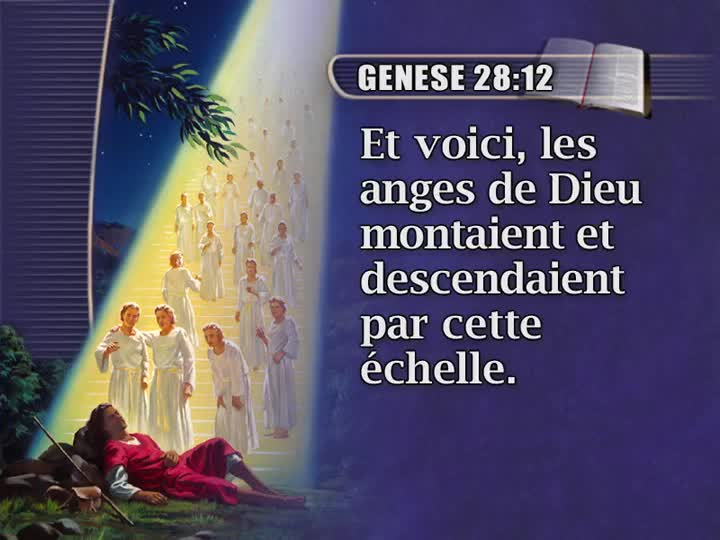 GENESE 28:12
Et voici, les
anges de Dieu
montaient et
descendaient
par cette
échelle.